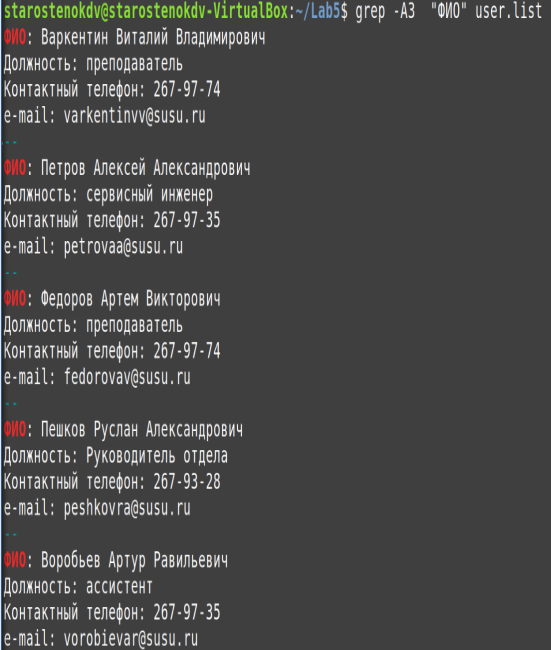 starostenokdv@starostenokdv-VirtualBox:~/Lab5$ grep -A3  "ФИО" user.list
ФИО: Варкентин Виталий Владимирович
Должность: преподаватель
Контактный телефон: 267-97-74
e-mail: varkentinvv@susu.ru
--
ФИО: Петров Алексей Александрович
Должность: сервисный инженер
Контактный телефон: 267-97-35
e-mail: petrovaa@susu.ru
--
ФИО: Федоров Артем Викторович
Должность: преподаватель
Контактный телефон: 267-97-74
e-mail: fedorovav@susu.ru
--
ФИО: Пешков Руслан Александрович
Должность: Руководитель отдела
Контактный телефон: 267-93-28
e-mail: peshkovra@susu.ru
--
ФИО: Воробьев Артур Равильевич
Должность: ассистент
Контактный телефон: 267-97-35
e-mail: vorobievar@susu.ru